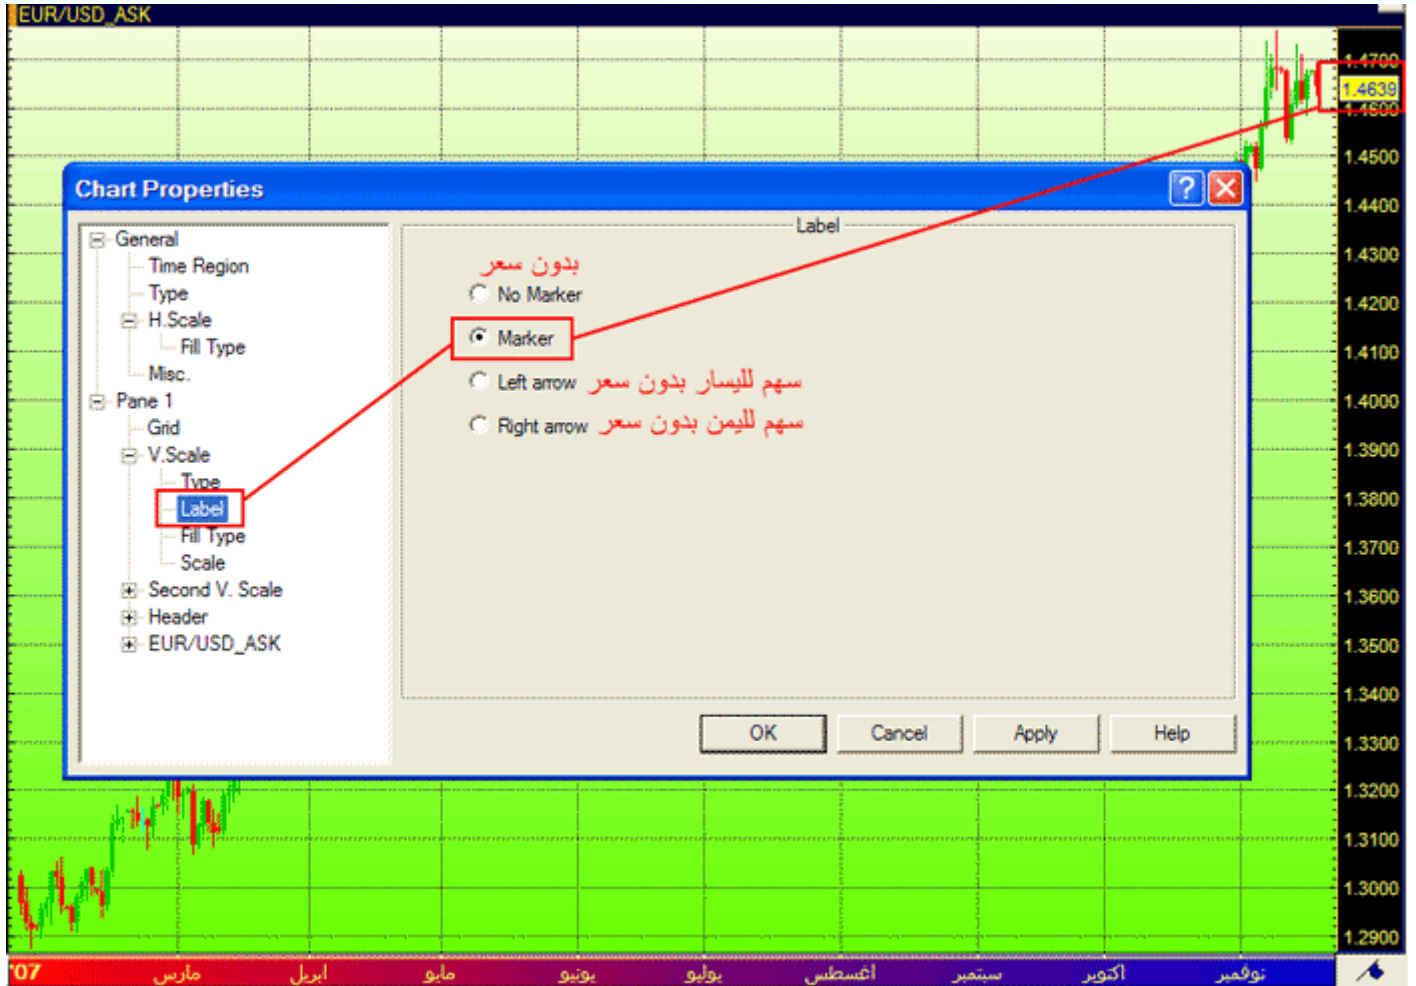 EUR/USD_ASK
Chart Properties
General
Time Region
Type
H.Scale
Fill Type
Misc.
Pane 1
Grid
V.Scale
Type
Label
Fill Type
Scale
Second V. Scale
Header
EUR/USD_ASK
Label
بدون سعر
No Marker
Marker
Left arrow سهم لليسار بدون سعر
Right arrow سهم لليمن بدون سعر
OK Cancel Apply Help
1.4700
1.4639
1.4600
1.4500
1.4400
1.4300
1.4200
1.4100
1.4000
1.3900
1.3800
1.3700
1.3600
1.3500
1.3400
1.3300
1.3200
1.3100
1.3000
1.2900
'07 مارس ابريل مايو يونيو يوليو اغسطس سبتمبر اكتوبر نوفمبر